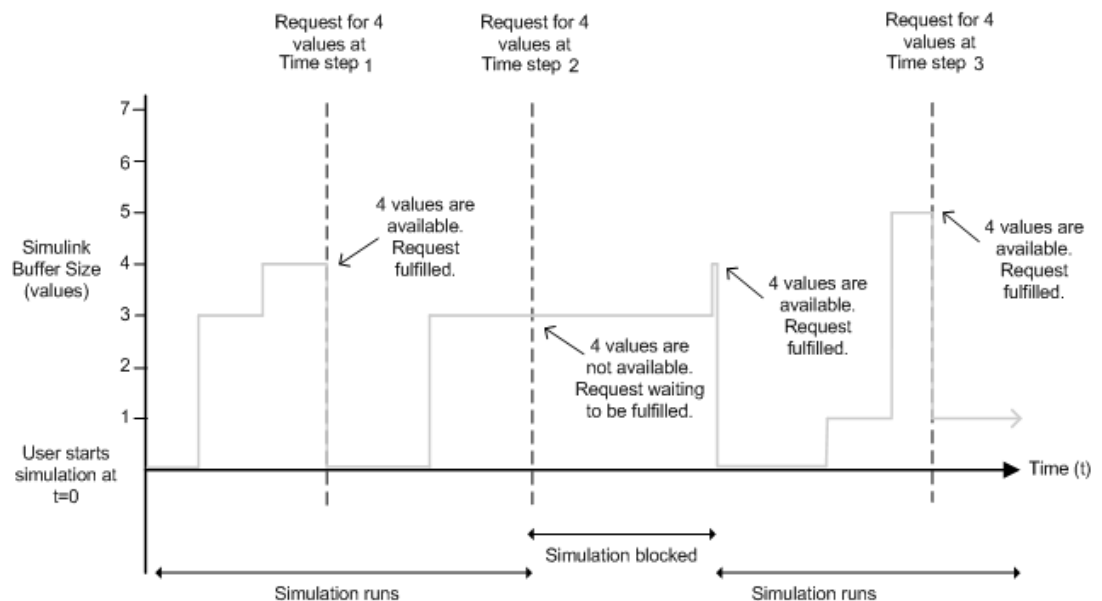 Request for 4
values at
Time step 1
Request for 4
values at
Time step 2
Request for 4
values at
Time step 3
7
6
5
4
3
2
1
Simulink
Buffer Size
(values)
4 values are
available.
Request
fulfilled.
4 values are
not available.
Request waiting
to be fulfilled.
4 values are
available.
Request
fulfilled.
4 values are
available.
Request
fulfilled.
User starts
simulation at
t=0
Time (t)
Simulation blocked
Simulation runs
Simulation runs